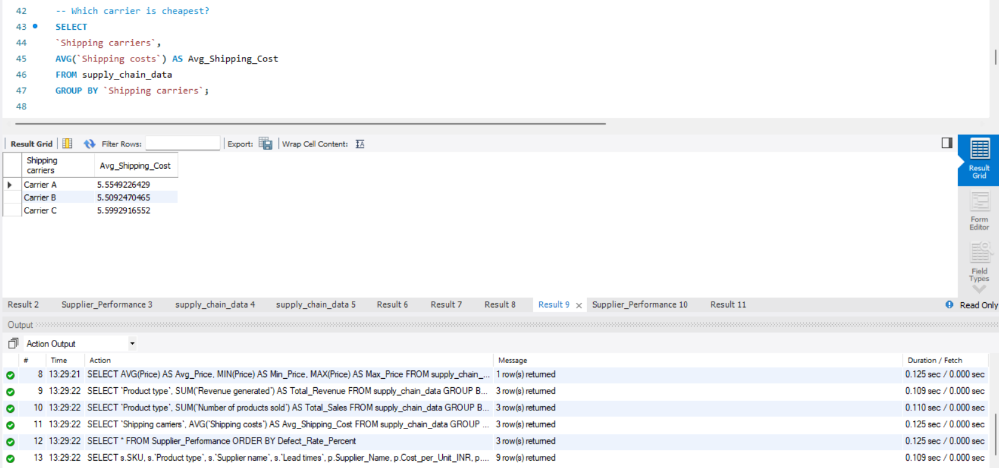 42 -- Which carrier is cheapest?
43 SELECT
44 `Shipping carriers`,
45 AVG(`Shipping costs`) AS Avg_Shipping_Cost
46 FROM supply_chain_data
47 GROUP BY `Shipping carriers`;
48
Result Grid Filter Rows: Export: Wrap Cell Content: IA
Shipping carriers Avg_Shipping_Cost
Carrier A 5.5549226429
Carrier B 5.5092470465
Carrier C 5.5992916552
Result Grid
Form Editor
Field Types
Result 2 Supplier_Performance 3 supply_chain_data 4 supply_chain_data 5 Result 6 Result 7 Result 8 Result 9 Supplier_Performance 10 Result 11 Read Only
Output
Action Output
# Time Action Message Duration / Fetch
8 13:29:21 SELECT AVG(Price) AS Avg_Price, MIN(Price) AS Min_Price, MAX(Price) AS Max_Price FROM supply_chain_... 1 row(s) returned 0.125 sec / 0.000 sec
9 13:29:22 SELECT `Product type`, SUM(`Revenue generated`) AS Total_Revenue FROM supply_chain_data GROUP B... 3 row(s) returned 0.109 sec / 0.000 sec
10 13:29:22 SELECT `Product type`, SUM(`Number of products sold`) AS Total_Sales FROM supply_chain_data GROUP B... 3 row(s) returned 0.110 sec / 0.000 sec
11 13:29:22 SELECT `Shipping carriers`, AVG(`Shipping costs`) AS Avg_Shipping_Cost FROM supply_chain_data GROUP ... 3 row(s) returned 0.125 sec / 0.000 sec
12 13:29:22 SELECT * FROM Supplier_Performance ORDER BY Defect_Rate_Percent 3 row(s) returned 0.125 sec / 0.000 sec
13 13:29:22 SELECT s.SKU, s.`Product type`, s.`Supplier name`, s.`Lead times`, p.Supplier_Name, p.Cost_per_Unit_INR, p.... 9 row(s) returned 0.109 sec / 0.000 sec